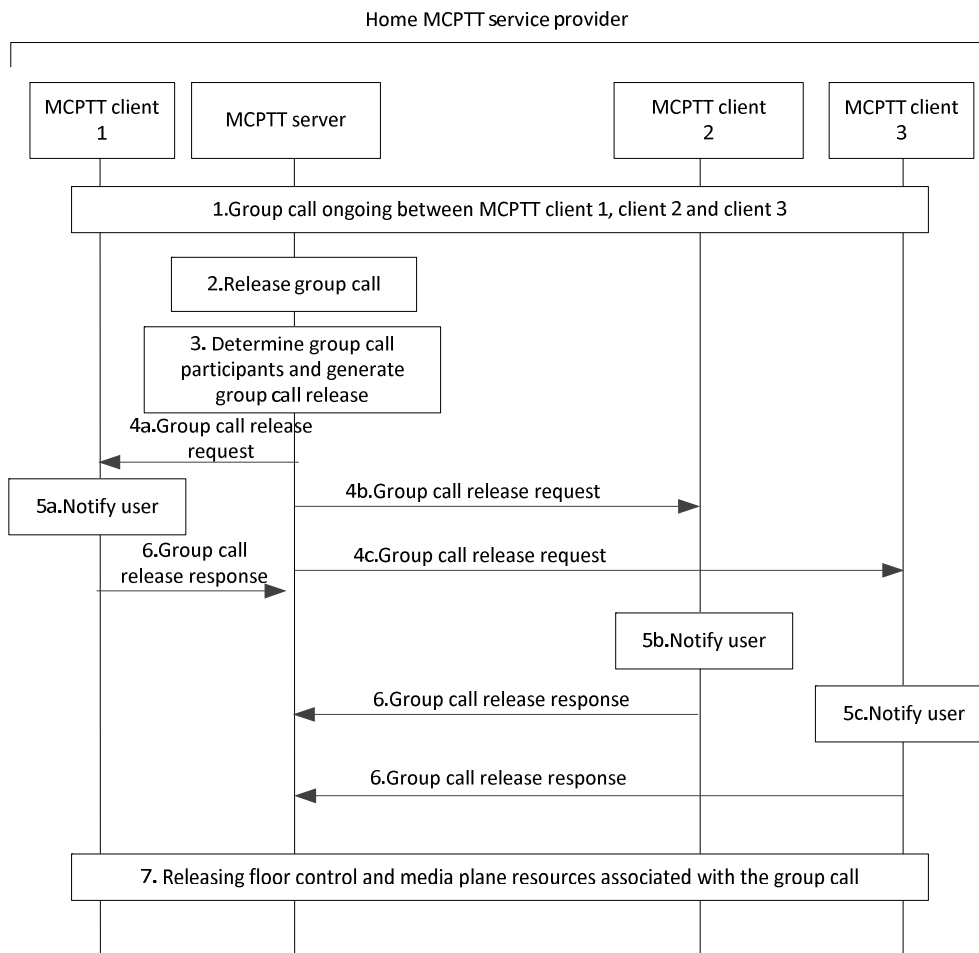 Home MCPTT service provider
MCPTT client
1
MCPTT server
MCPTT client
2
MCPTT client
3
1.Group call ongoing between MCPTT client 1, client 2 and client 3
2.Release group call
3. Determine group call
participants and generate
group call release
4a.Group call release
request
4b.Group call release request
5a.Notify user
6.Group call
release response
4c.Group call release request
5b.Notify user
6.Group call release response
5c.Notify user
6.Group call release response
7. Releasing floor control and media plane resources associated with the group call